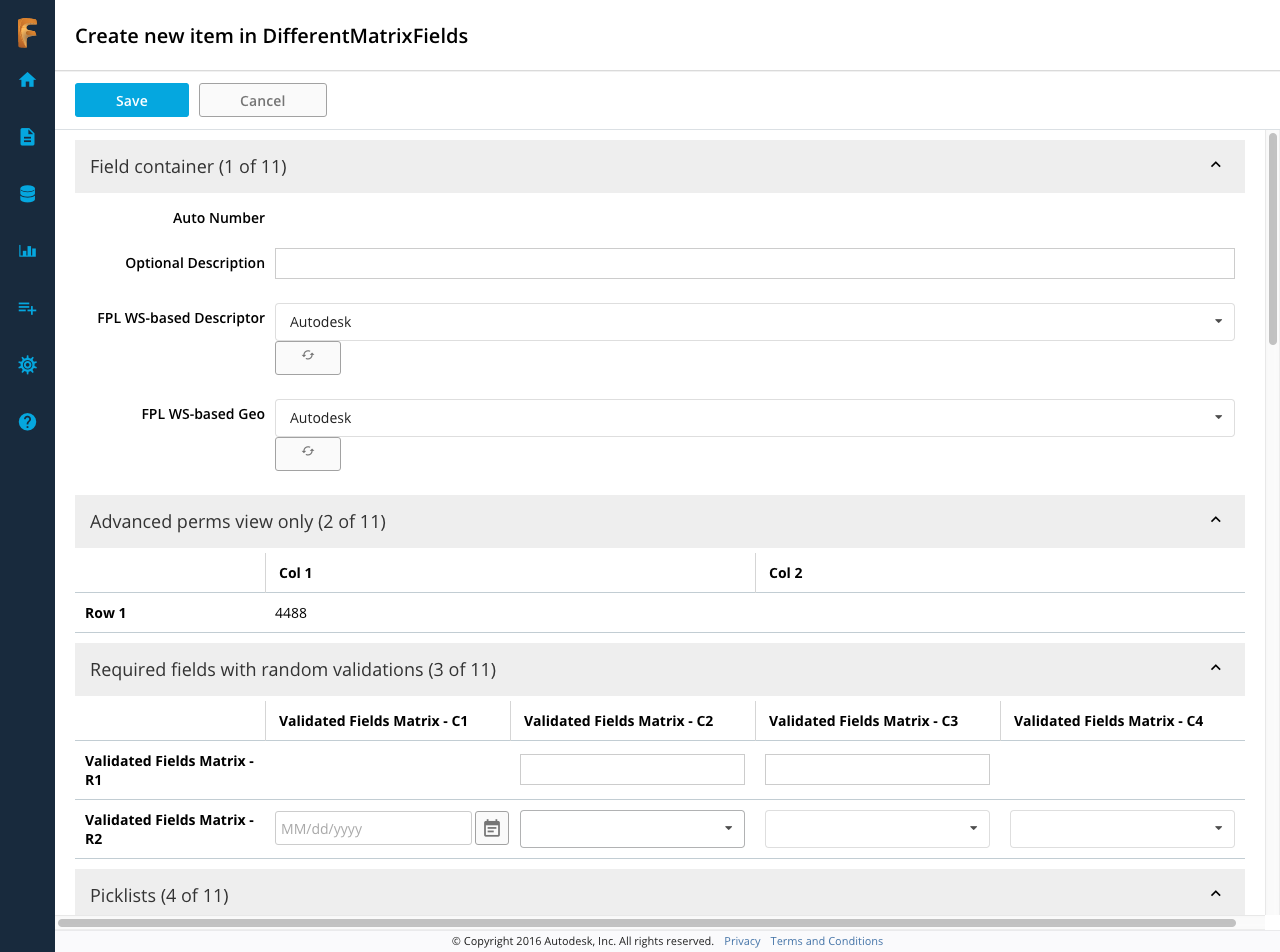 Create new item in DifferentMatrixFields
Save
Cancel
Field container (1 of 11)
Auto Number
Optional Description
FPL WS-based Descriptor
Autodesk
FPL WS-based Geo
Autodesk
Advanced perms view only (2 of 11)
Col 1
Col 2
Row 1
4488
Required fields with random validations (3 of 11)
Validated Fields Matrix - C1
Validated Fields Matrix - C2
Validated Fields Matrix - C3
Validated Fields Matrix - C4
Validated Fields Matrix -
R1
Validated Fields Matrix -
R2
MM/dd/yyyy
Picklists (4 of 11)
© Copyright 2016 Autodesk, Inc. All rights reserved. Privacy Terms and Conditions